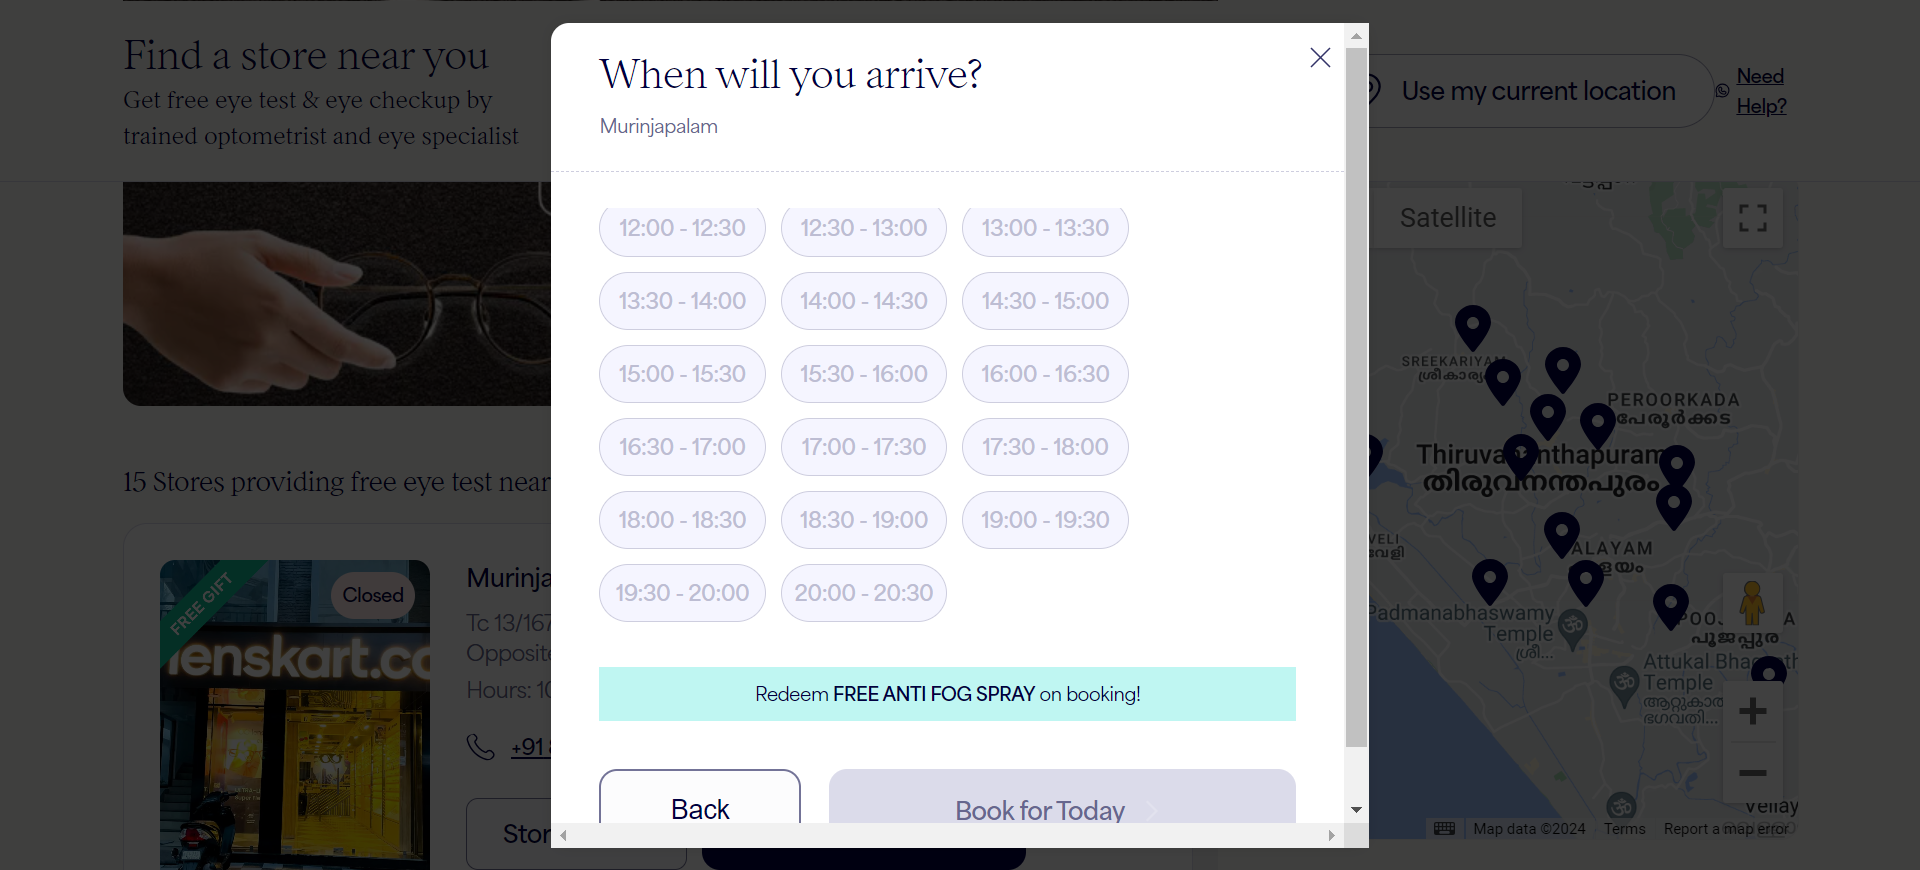 Find a store near you
Get free eye test & eye checkup by
trained optometrist and eye specialist
Use my current location
Need
Help?
When will you arrive?
Murinjapalam
12:00 - 12:30
12:30 - 13:00
13:00 - 13:30
13:30 - 14:00
14:00 - 14:30
14:30 - 15:00
15:00 - 15:30
15:30 - 16:00
16:00 - 16:30
16:30 - 17:00
17:00 - 17:30
17:30 - 18:00
18:00 - 18:30
18:30 - 19:00
19:00 - 19:30
19:30 - 20:00
20:00 - 20:30
Redeem FREE ANTI FOG SPRAY on booking!
Back
Book for Today
15 Stores providing free eye test near
FREE GIFT
Closed
lenskart.co
Murinja
Tc 13/167
Opposite
Hours: 10
+91
Stor
Satellite
SREEKARIYAM
PEROORKADA
പേരൂർക്കട
Thiruvananthapuram
തിരുവനന്തപുരം
VELI
വേളി
ALAYAM
Padmanabhaswamy
Temple
ശ്രീ...
പൂജപ്പുര
Attukal Bhag
Temple
ആറ്റുകാ
ഭഗവതി...
Vellay
Map data ©2024
Terms
Report a map error